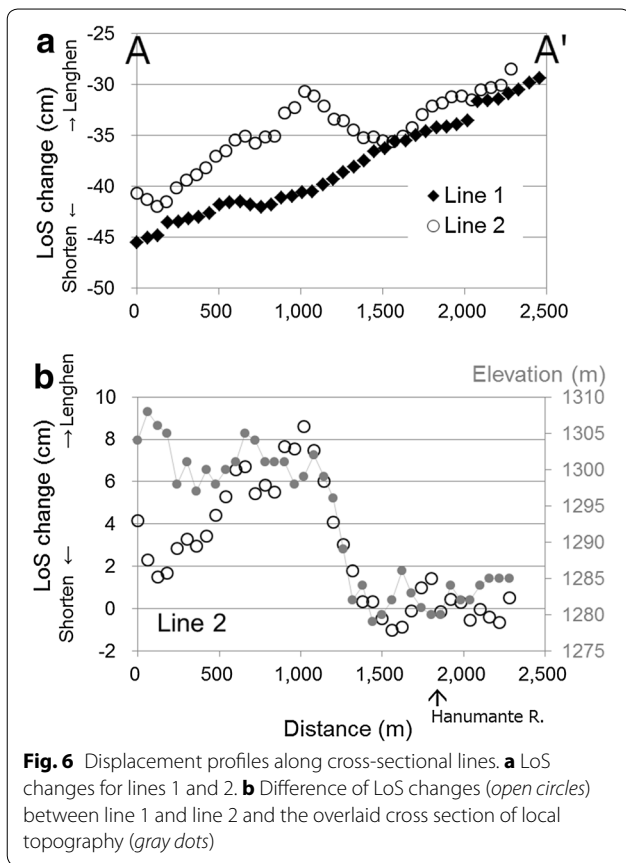 a
A
A'
-25
-30
-35
-40
-45
-50
LoS change (cm)
Shorten ← → Lenghen
◆ Line 1
○ Line 2
0 500 1,000 1,500 2,000 2,500
b
10
8
6
4
2
0
-2
LoS change (cm)
Shorten ← →Lenghen
Elevation (m)
1310
1305
1300
1295
1290
1285
1280
1275
Line 2
0 500 1,000 1,500 2,000 2,500
Distance (m)
↑ Hanumante R.
Fig. 6 Displacement profiles along cross-sectional lines. a LoS
changes for lines 1 and 2. b Difference of LoS changes (open circles)
between line 1 and line 2 and the overlaid cross section of local
topography (gray dots)